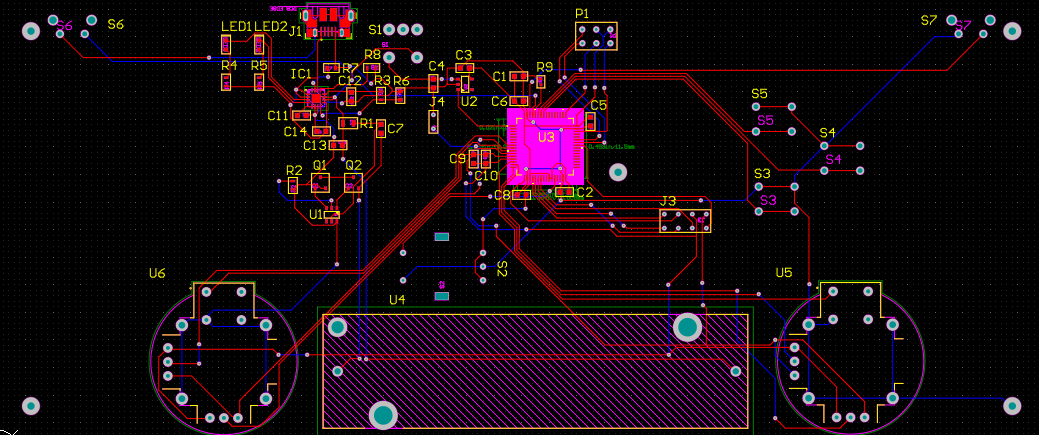 S6
S6
LED1 LED2
J1
S1
P1
S7
S7
R4
R5
IC1
R7
R8
C12
R3
R6
C4
C3
U2
C1
R9
C6
C5
J4
U3
C11
C14
R1
C7
C13
C9
C10
R2
Q1
Q2
U1
C8
C2
J3
S5
S5
S4
S4
S3
S3
S2
U6
U4
U5